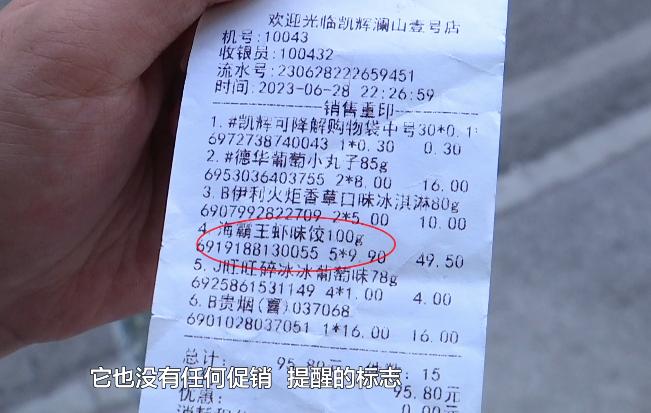 欢迎光临凯辉澜山壹号店
机号:10043
收银员:100432
流水号:230628222659451
时间:2023-06-28 22:26:59
销售重印
1. #凯辉可降解购物袋中号30*0.1
6972738740043 1*0.30 0.30
2. #德华葡萄小丸子85g
6953036403755 2*8.00 16.00
3. B伊利火炬香草口味冰淇淋80g
6907992822709 2*5.00 10.00
4. 海霸王虾味饺100g
6919188130055 5*9.90 49.50
5. J旺旺碎冰冰葡萄味78g
6925861531149 4*1.00 4.00
6. B贵烟(喜)037068
6901028037051 1*16.00 16.00
总计: 95.80 15
它也没有任何促销 提醒的标志
优惠: 95.80元
0.00